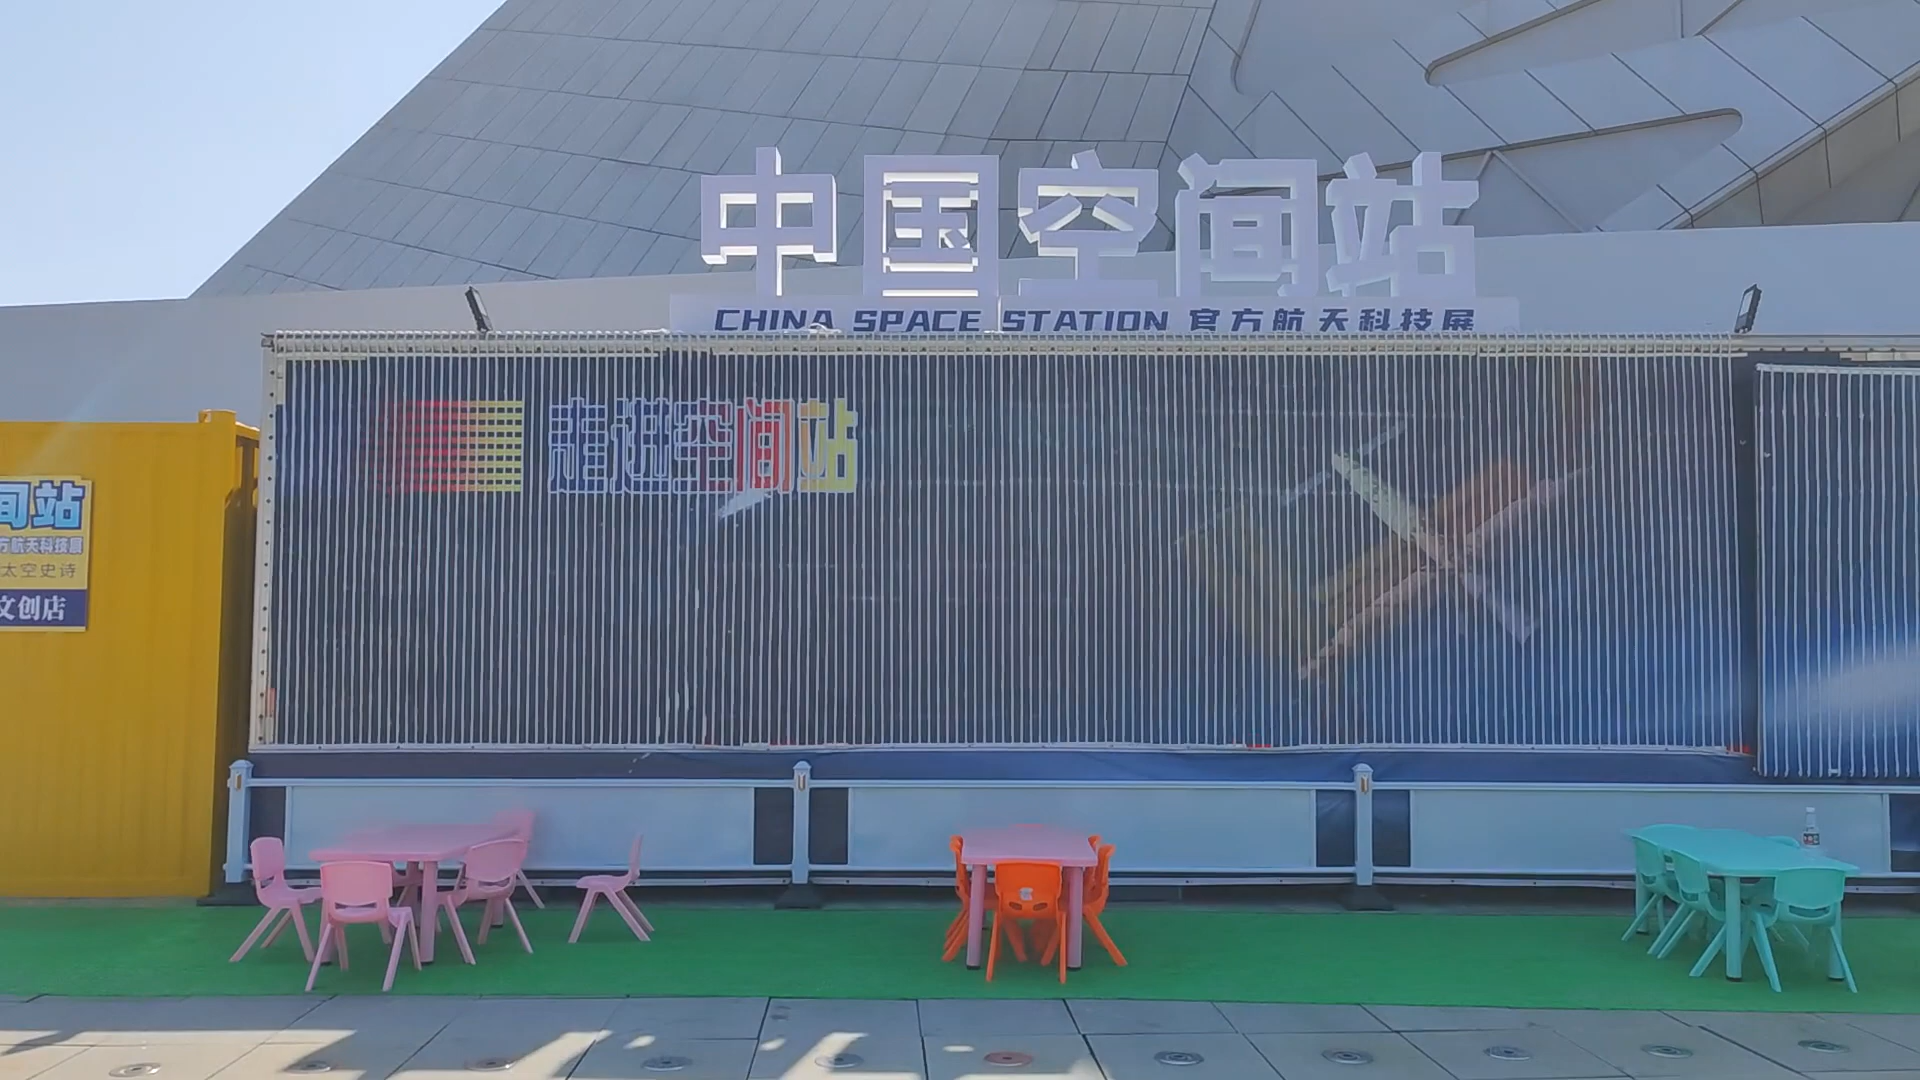 中国空间站
CHINA SPACE STATION 官方航天科技展
走进空间站
间站
方航天科技展
太空史诗
文创店